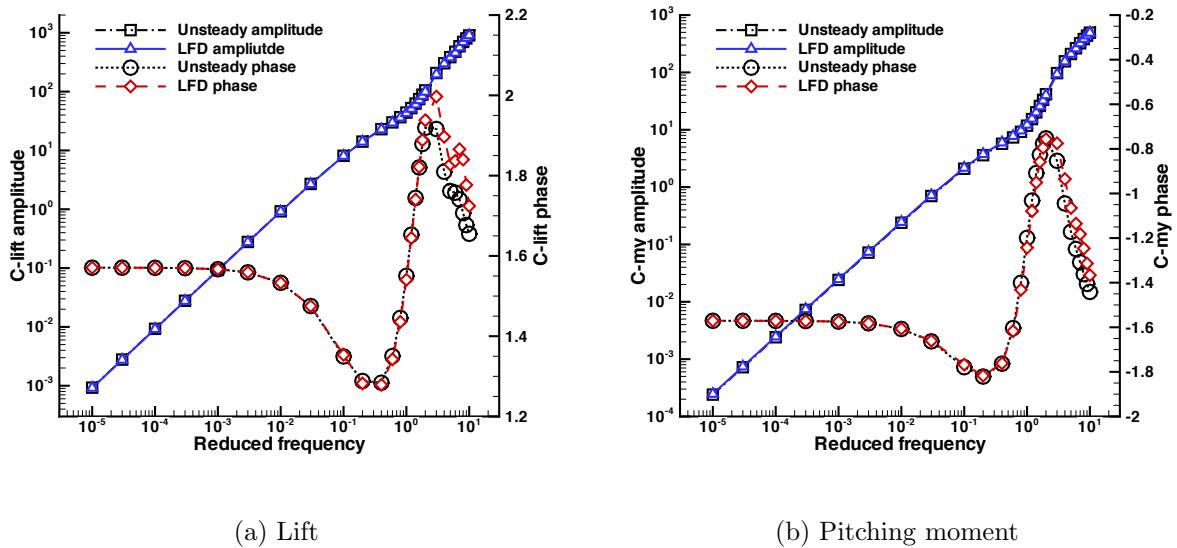 Unsteady amplitude
LFD ampliutde
Unsteady phase
LFD phase
C-lift amplitude
10^3
10^2
10^1
10^0
10^-1
10^-2
10^-3
C-lift phase
2.2
2
1.8
1.6
1.4
1.2
10^-5 10^-4 10^-3 10^-2 10^-1 10^0 10^1
Reduced frequency
(a) Lift
Unsteady amplitude
LFD amplitude
Unsteady phase
LFD phase
C-my amplitude
10^3
10^2
10^1
10^0
10^-1
10^-2
10^-3
10^-4
C-my phase
-0.2
-0.4
-0.6
-0.8
-1
-1.2
-1.4
-1.6
-1.8
-2
10^-5 10^-4 10^-3 10^-2 10^-1 10^0 10^1
Reduced frequency
(b) Pitching moment